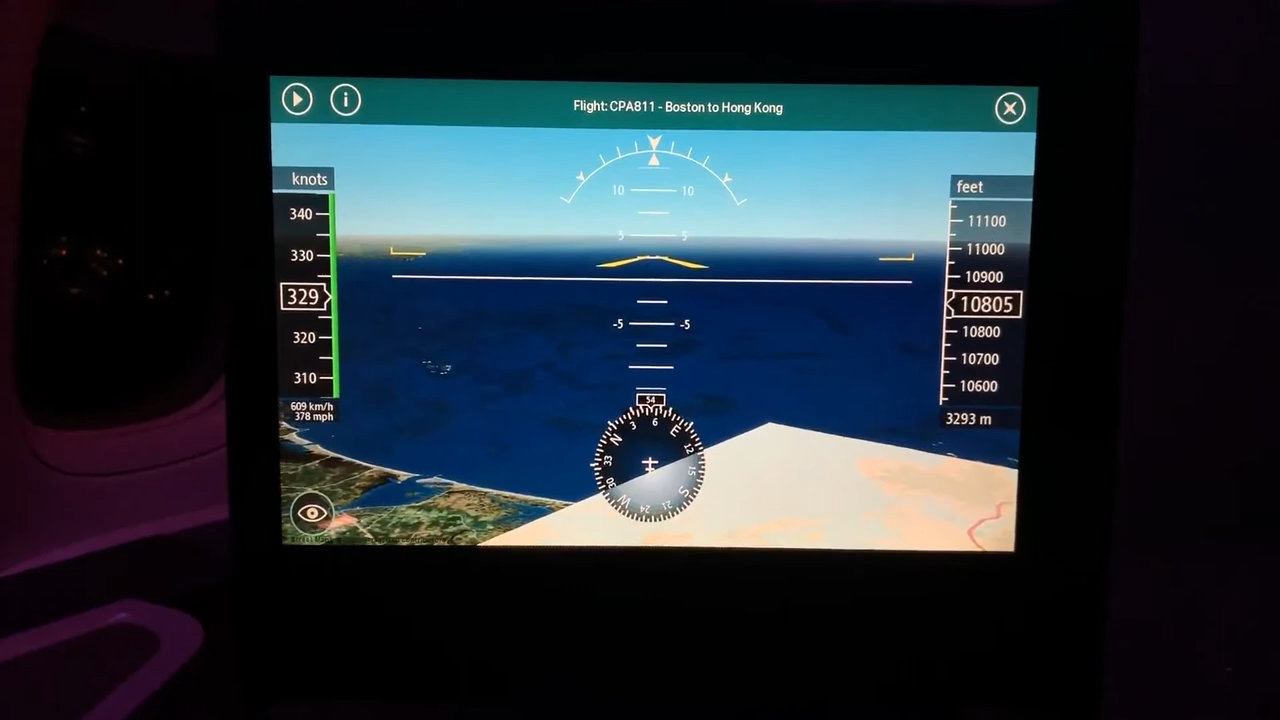 i
Flight: CPA811 - Boston to Hong Kong
knots
340
330
329
320
310
609 km/h
378 mph
10 10
5 5
-5 -5
54
N 3 6 E 12 15 S 21 24 W 30 33
feet
11100
11000
10900
10805
10800
10700
10600
3293 m